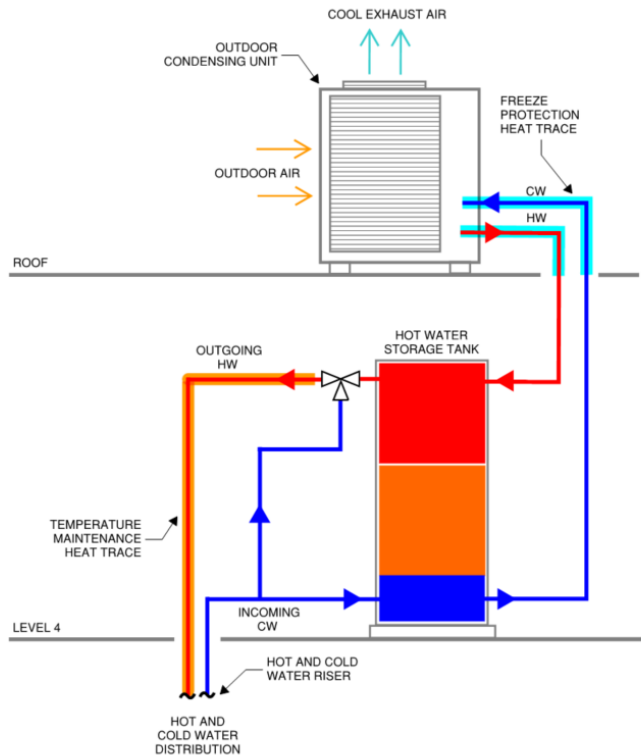 COOL EXHAUST AIR
OUTDOOR
CONDENSING UNIT
FREEZE
PROTECTION
HEAT TRACE
OUTDOOR AIR
CW
HW
ROOF
HOT WATER
STORAGE TANK
OUTGOING
HW
TEMPERATURE
MAINTENANCE
HEAT TRACE
INCOMING
CW
LEVEL 4
HOT AND COLD
WATER RISER
HOT AND
COLD WATER
DISTRIBUTION